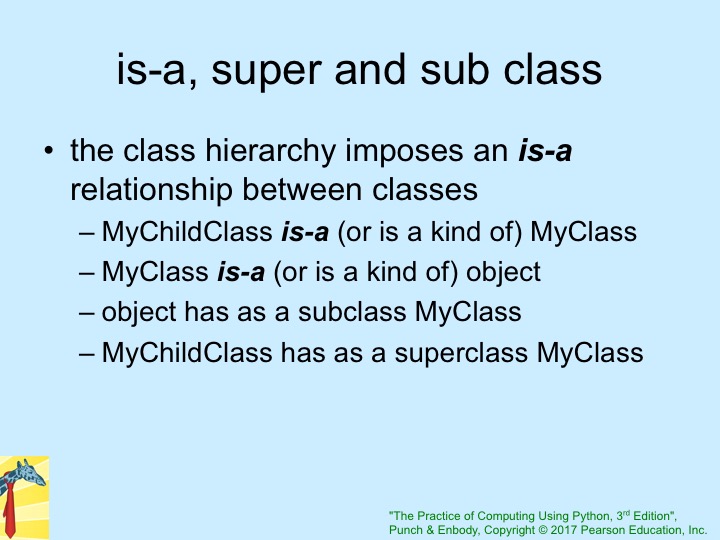 is-a, super and sub class
• the class hierarchy imposes an is-a
relationship between classes
– MyChildClass is-a (or is a kind of) MyClass
– MyClass is-a (or is a kind of) object
– object has as a subclass MyClass
– MyChildClass has as a superclass MyClass
"The Practice of Computing Using Python, 3rd Edition",
Punch & Enbody, Copyright © 2017 Pearson Education, Inc.